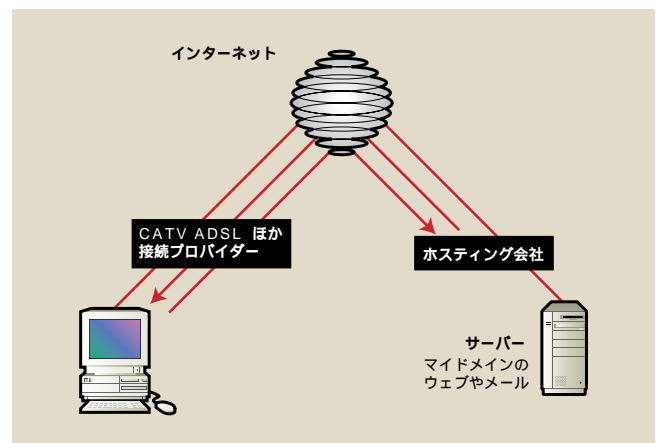 インターネット
CATV ADSL ほか
接続プロバイダー
ホスティング会社
サーバー
マイドメインの
ウェブやメール